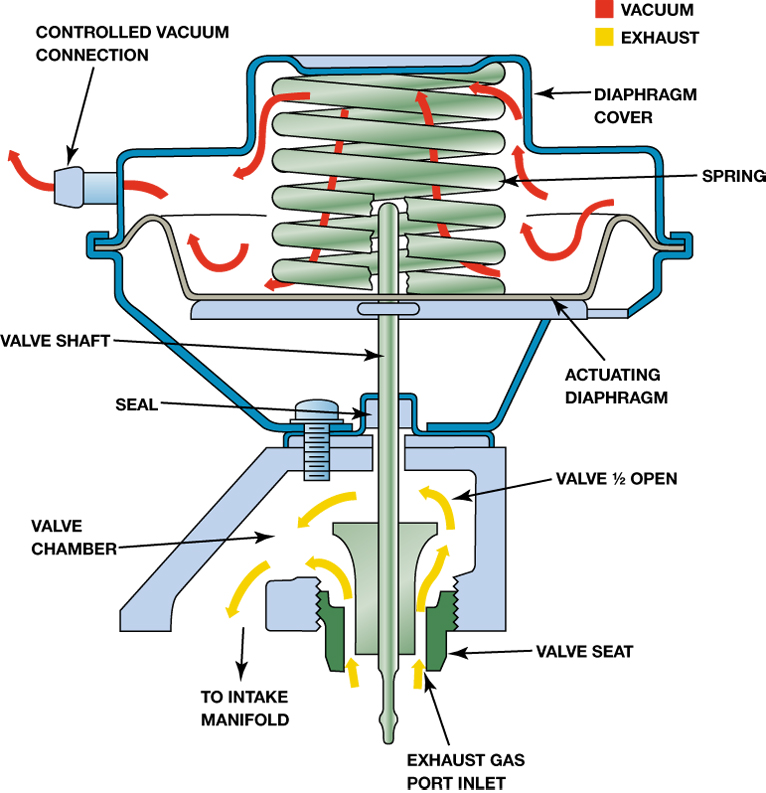 VACUUM
EXHAUST
CONTROLLED VACUUM
CONNECTION
DIAPHRAGM
COVER
SPRING
VALVE SHAFT
ACTUATING
DIAPHRAGM
SEAL
VALVE ½ OPEN
VALVE
CHAMBER
VALVE SEAT
TO INTAKE
MANIFOLD
EXHAUST GAS
PORT INLET